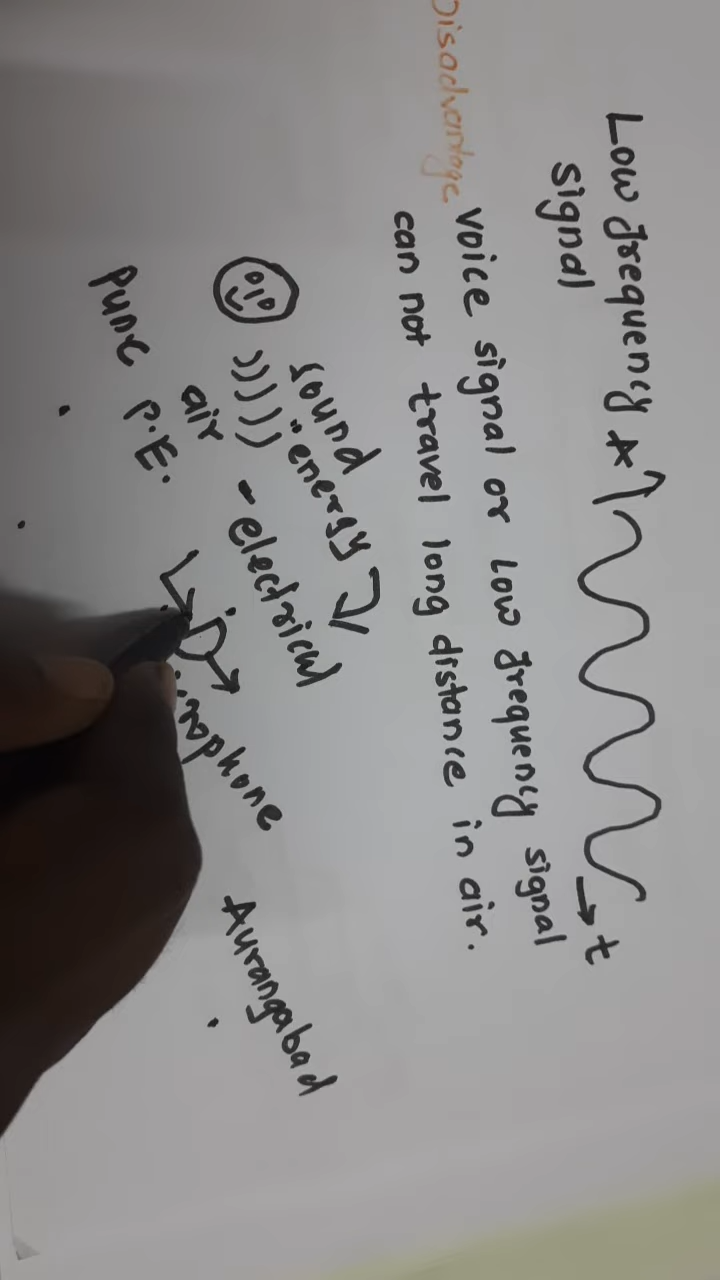 Low frequency A
signal
t
Disadvantage
voice signal or Low frequency signal
can not travel long distance in air.
sound
"energy
- electrical
air
Pune P.E.
rophone
Aurangabad